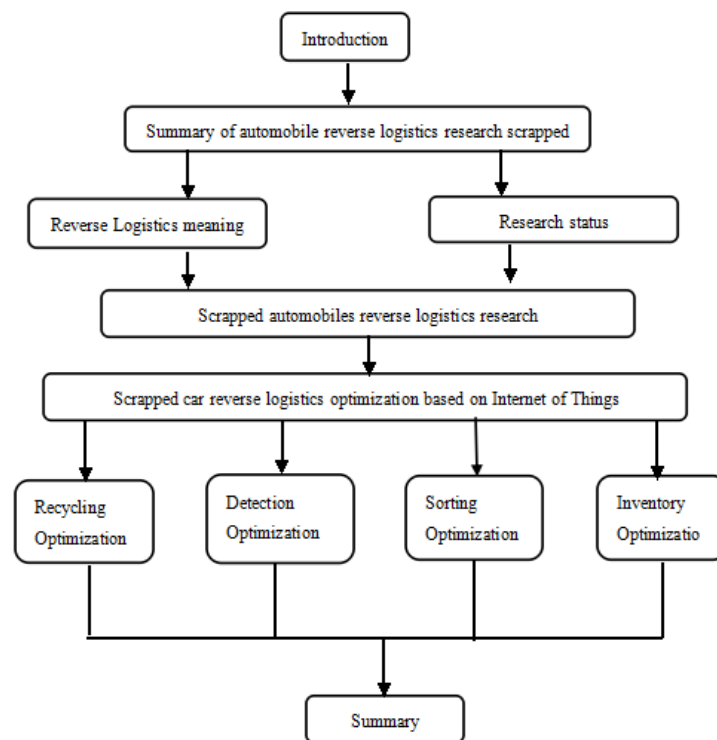 Introduction
Summary of automobile reverse logistics research scrapped
Reverse Logistics meaning
Research status
Scrapped automobiles reverse logistics research
Scrapped car reverse logistics optimization based on Internet of Things
Recycling
Optimization
Detection
Optimization
Sorting
Optimization
Inventory
Optimizatio
Summary